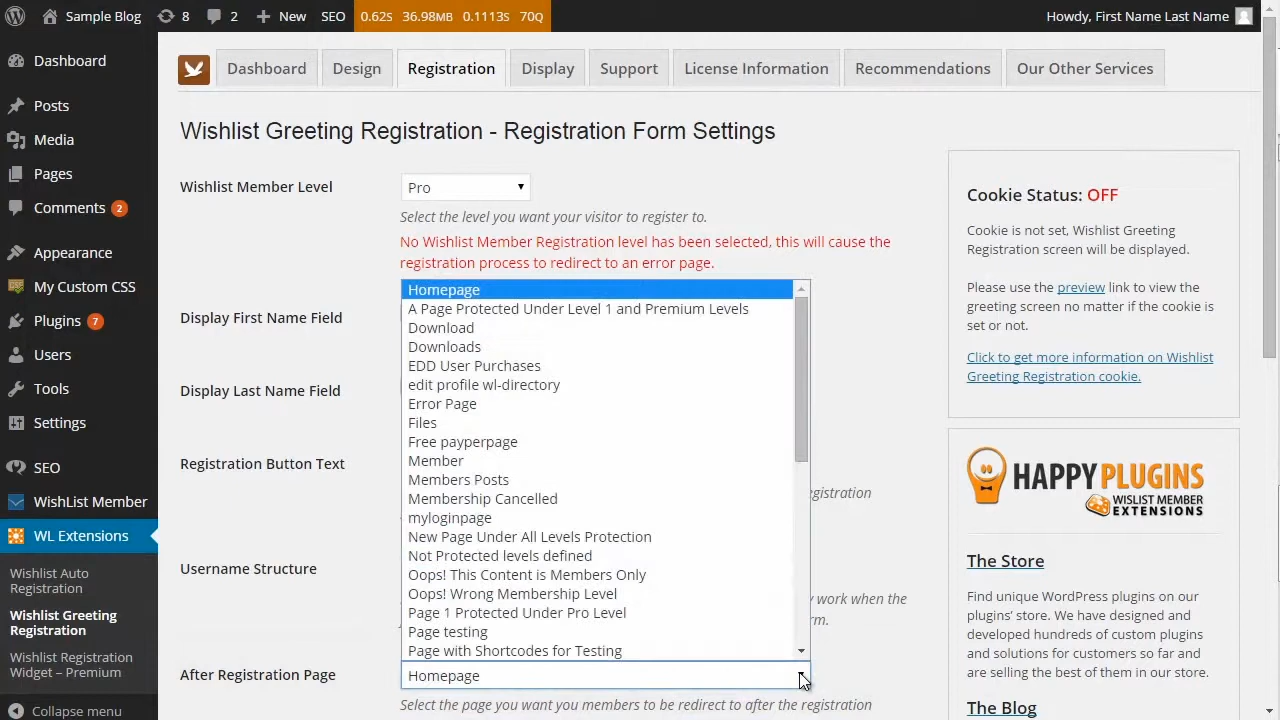 Sample Blog
8
2
New
SEO
0.62S 36.98MB 0.1113S 70Q
Howdy, First Name Last Name
Dashboard
Posts
Media
Pages
Comments 2
Appearance
My Custom CSS
Plugins 7
Users
Tools
Settings
SEO
WishList Member
WL Extensions
Wishlist Auto
Registration
Wishlist Greeting
Registration
Wishlist Registration
Widget – Premium
Collapse menu
Dashboard
Design
Registration
Display
Support
License Information
Recommendations
Our Other Services
Wishlist Greeting Registration - Registration Form Settings
Wishlist Member Level
Pro
Select the level you want your visitor to register to.
No Wishlist Member Registration level has been selected, this will cause the
registration process to redirect to an error page.
Display First Name Field
Display Last Name Field
Registration Button Text
egistration
Username Structure
work when the
rm.
Homepage
A Page Protected Under Level 1 and Premium Levels
Download
Downloads
EDD User Purchases
edit profile wl-directory
Error Page
Files
Free payperpage
Member
Members Posts
Membership Cancelled
myloginpage
New Page Under All Levels Protection
Not Protected levels defined
Oops! This Content is Members Only
Oops! Wrong Membership Level
Page 1 Protected Under Pro Level
Page testing
Page with Shortcodes for Testing
After Registration Page
Homepage
Select the page you want you members to be redirect to after the registration
Cookie Status: OFF
Cookie is not set, Wishlist Greeting
Registration screen will be displayed.
Please use the preview link to view the
greeting screen no matter if the cookie is
set or not.
Click to get more information on Wishlist
Greeting Registration cookie.
HAPPYPLUGINS
WISLIST MEMBER
EXTENSIONS
The Store
Find unique WordPress plugins on our
plugins' store. We have designed and
developed hundreds of custom plugins
and solutions for customers so far and
are selling the best of them in our store.
The Blog